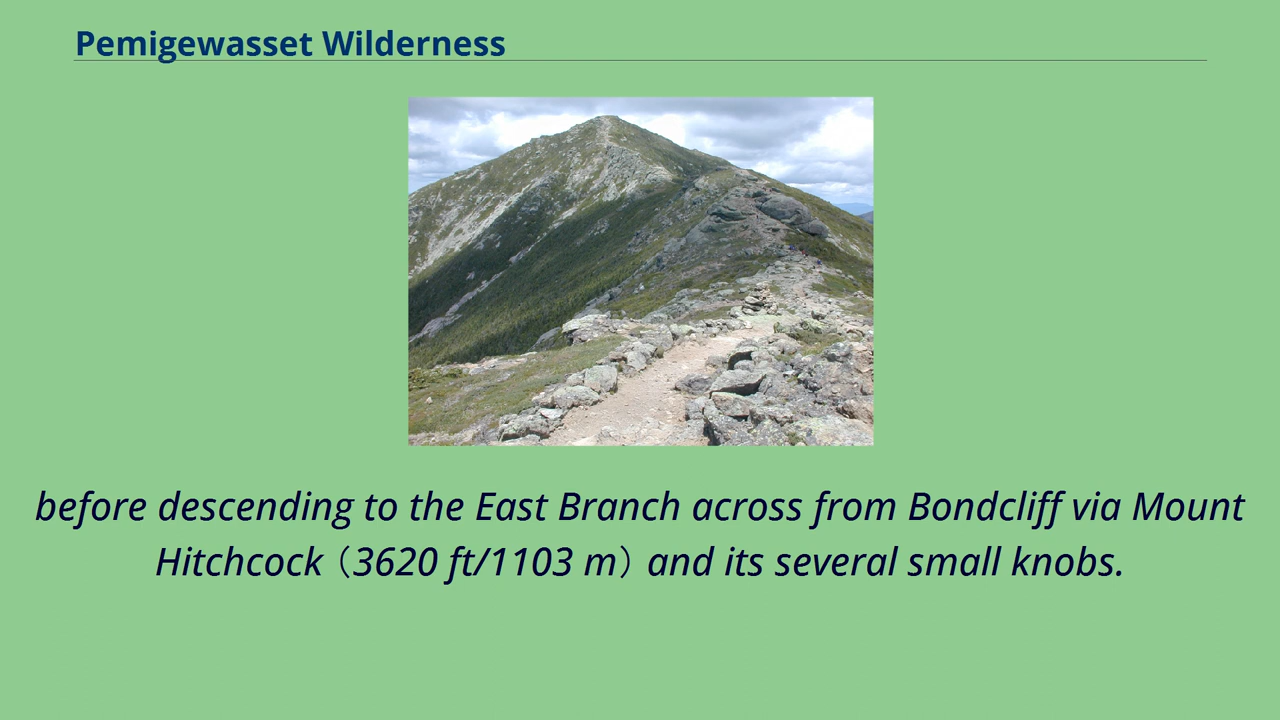 Pemigewasset Wilderness
before descending to the East Branch across from Bondcliff via Mount
Hitchcock（3620 ft/1103 m）and its several small knobs.